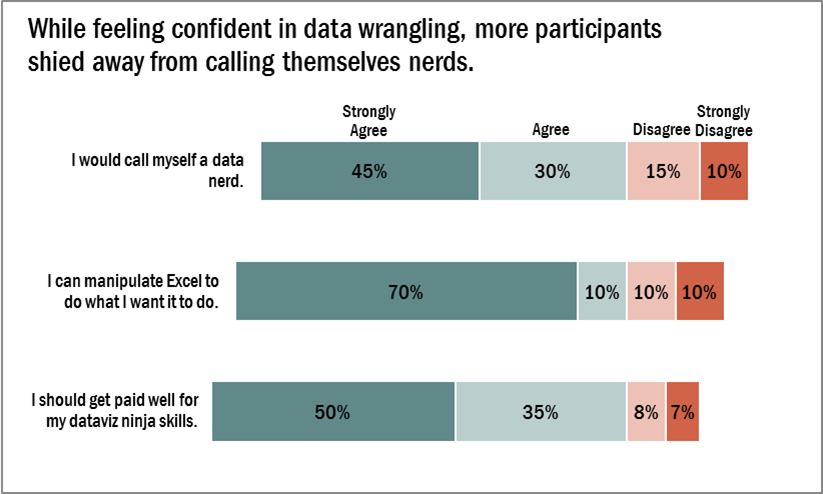 While feeling confident in data wrangling, more participants
shied away from calling themselves nerds.
Strongly
Agree
Agree
Disagree
Strongly
Disagree
I would call myself a data
nerd.
45%
30%
15%
10%
I can manipulate Excel to
do what I want it to do.
70%
10%
10%
10%
I should get paid well for
my dataviz ninja skills.
50%
35%
8%
7%